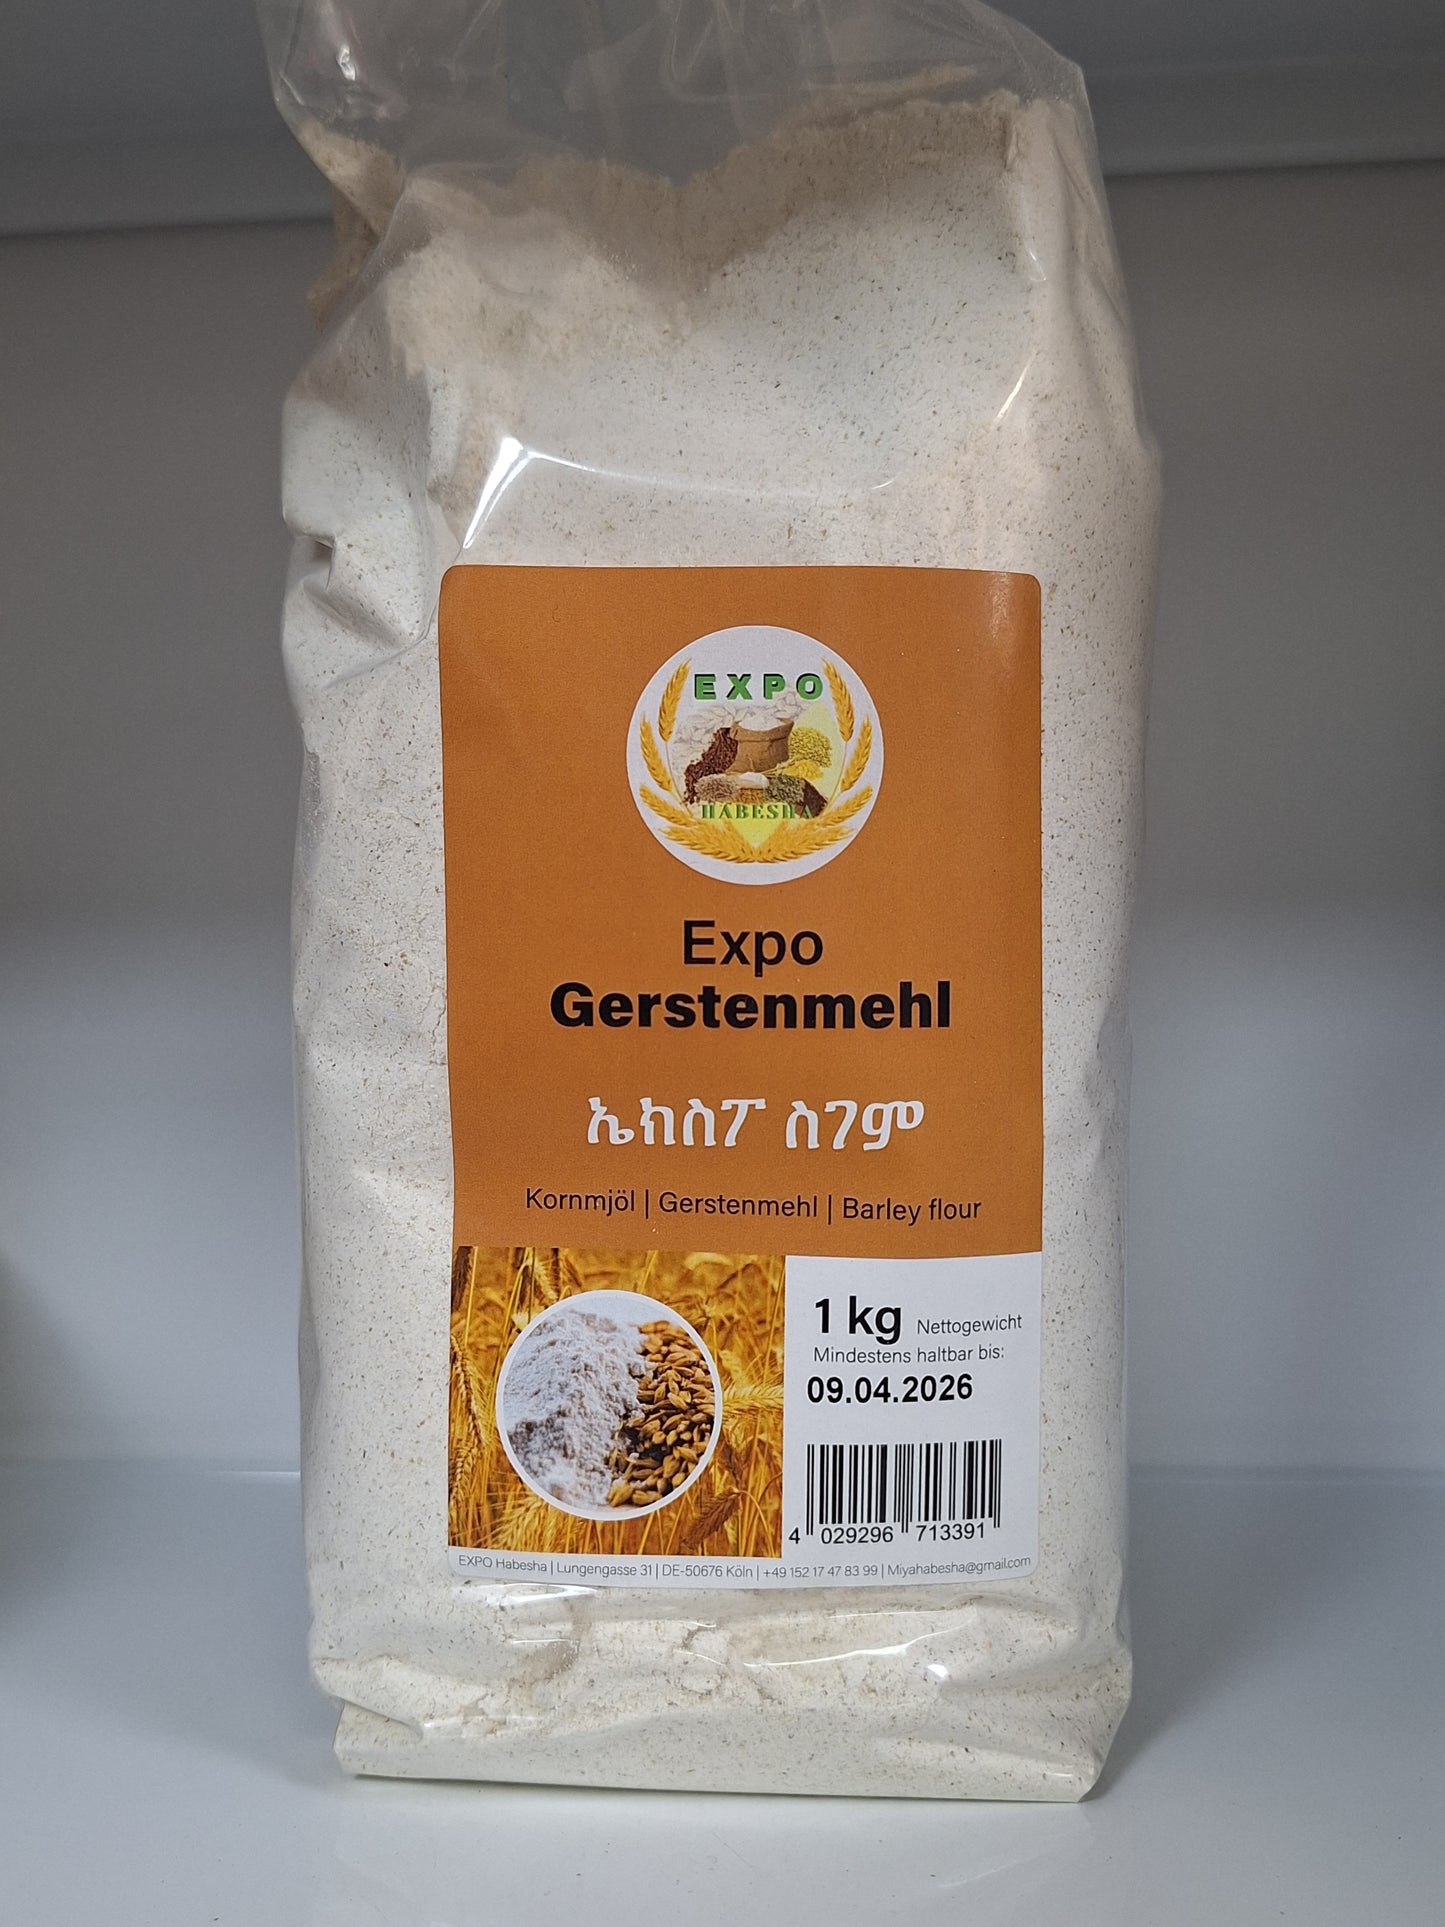 EXPO
HABESHA
Expo
Gerstenmehl
ኤክስፖ ስገም
Kornmjöl | Gerstenmehl | Barley flour
1 kg Nettogewicht
Mindestens haltbar bis:
09.04.2026
4 029296 713391
EXPO Habesha | Lungengasse 31 | DE-50676 Köln | +49 152 17 47 83 99 | Miyahabesha@gmail.com